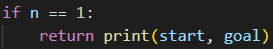 if n == 1:
    return print(start, goal)